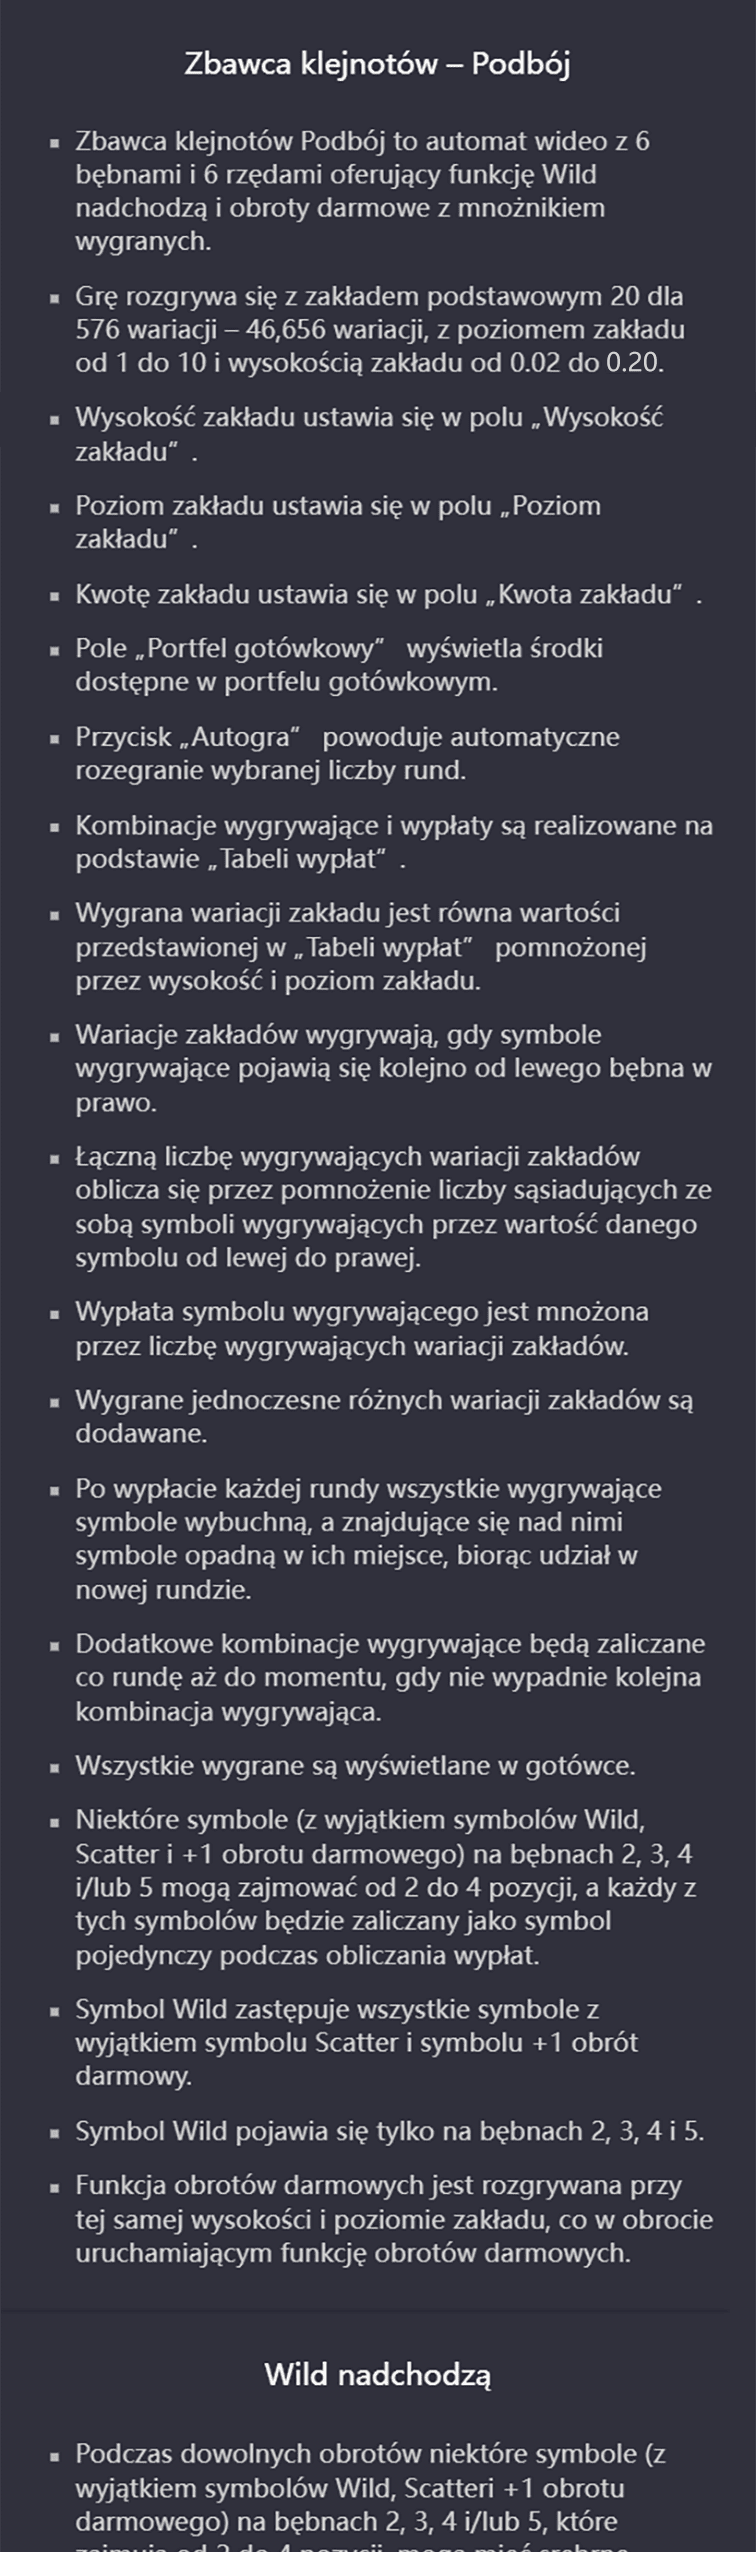 Zbawca klejnotów – Podbój
▪ Zbawca klejnotów Podbój to automat wideo z 6
bębnami i 6 rzędami oferujący funkcję Wild
nadchodzą i obroty darmowe z mnożnikiem
wygranych.
▪ Grę rozgrywa się z zakładem podstawowym 20 dla
576 wariacji – 46,656 wariacji, z poziomem zakładu
od 1 do 10 i wysokością zakładu od 0.02 do 0.20.
▪ Wysokość zakładu ustawia się w polu „Wysokość
zakładu” .
▪ Poziom zakładu ustawia się w polu „Poziom
zakładu” .
▪ Kwotę zakładu ustawia się w polu „Kwota zakładu” .
▪ Pole „Portfel gotówkowy” wyświetla środki
dostępne w portfelu gotówkowym.
▪ Przycisk „Autogra” powoduje automatyczne
rozegranie wybranej liczby rund.
▪ Kombinacje wygrywające i wypłaty są realizowane na
podstawie „Tabeli wypłat” .
▪ Wygrana wariacji zakładu jest równa wartości
przedstawionej w „Tabeli wypłat” pomnożonej
przez wysokość i poziom zakładu.
▪ Wariacje zakładów wygrywają, gdy symbole
wygrywające pojawią się kolejno od lewego bębna w
prawo.
▪ Łączną liczbę wygrywających wariacji zakładów
oblicza się przez pomnożenie liczby sąsiadujących ze
sobą symboli wygrywających przez wartość danego
symbolu od lewej do prawej.
▪ Wypłata symbolu wygrywającego jest mnożona
przez liczbę wygrywających wariacji zakładów.
▪ Wygrane jednoczesne różnych wariacji zakładów są
dodawane.
▪ Po wypłacie każdej rundy wszystkie wygrywające
symbole wybuchną, a znajdujące się nad nimi
symbole opadną w ich miejsce, biorąc udział w
nowej rundzie.
▪ Dodatkowe kombinacje wygrywające będą zaliczane
co rundę aż do momentu, gdy nie wypadnie kolejna
kombinacja wygrywająca.
▪ Wszystkie wygrane są wyświetlane w gotówce.
▪ Niektóre symbole (z wyjątkiem symbolów Wild,
Scatter i +1 obrotu darmowego) na bębnach 2, 3, 4
i/lub 5 mogą zajmować od 2 do 4 pozycji, a każdy z
tych symbolów będzie zaliczany jako symbol
pojedynczy podczas obliczania wypłat.
▪ Symbol Wild zastępuje wszystkie symbole z
wyjątkiem symbolu Scatter i symbolu +1 obrót
darmowy.
▪ Symbol Wild pojawia się tylko na bębnach 2, 3, 4 i 5.
▪ Funkcja obrotów darmowych jest rozgrywana przy
tej samej wysokości i poziomie zakładu, co w obrocie
uruchamiającym funkcję obrotów darmowych.
Wild nadchodzą
▪ Podczas dowolnych obrotów niektóre symbole (z
wyjątkiem symbolów Wild, Scatteri +1 obrotu
darmowego) na bębnach 2, 3, 4 i/lub 5, które